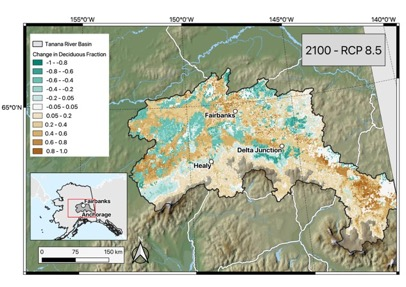 155°0'W 150°0'W 145°0'W 140°0'W
2100 - RCP 8.5
Tanana River Basin
Change in Deciduous Fraction
-1 - -0.8
-0.8 - -0.6
-0.6 - -0.4
-0.4 - -0.2
-0.2 - -0.05
-0.05 - 0.05
0.05 - 0.2
0.2 - 0.4
0.4 - 0.6
0.6 - 0.8
0.8 - 1.0
65°0'N
Fairbanks
Delta Junction
Healy
Fairbanks
Anchorage
0 75 150 km